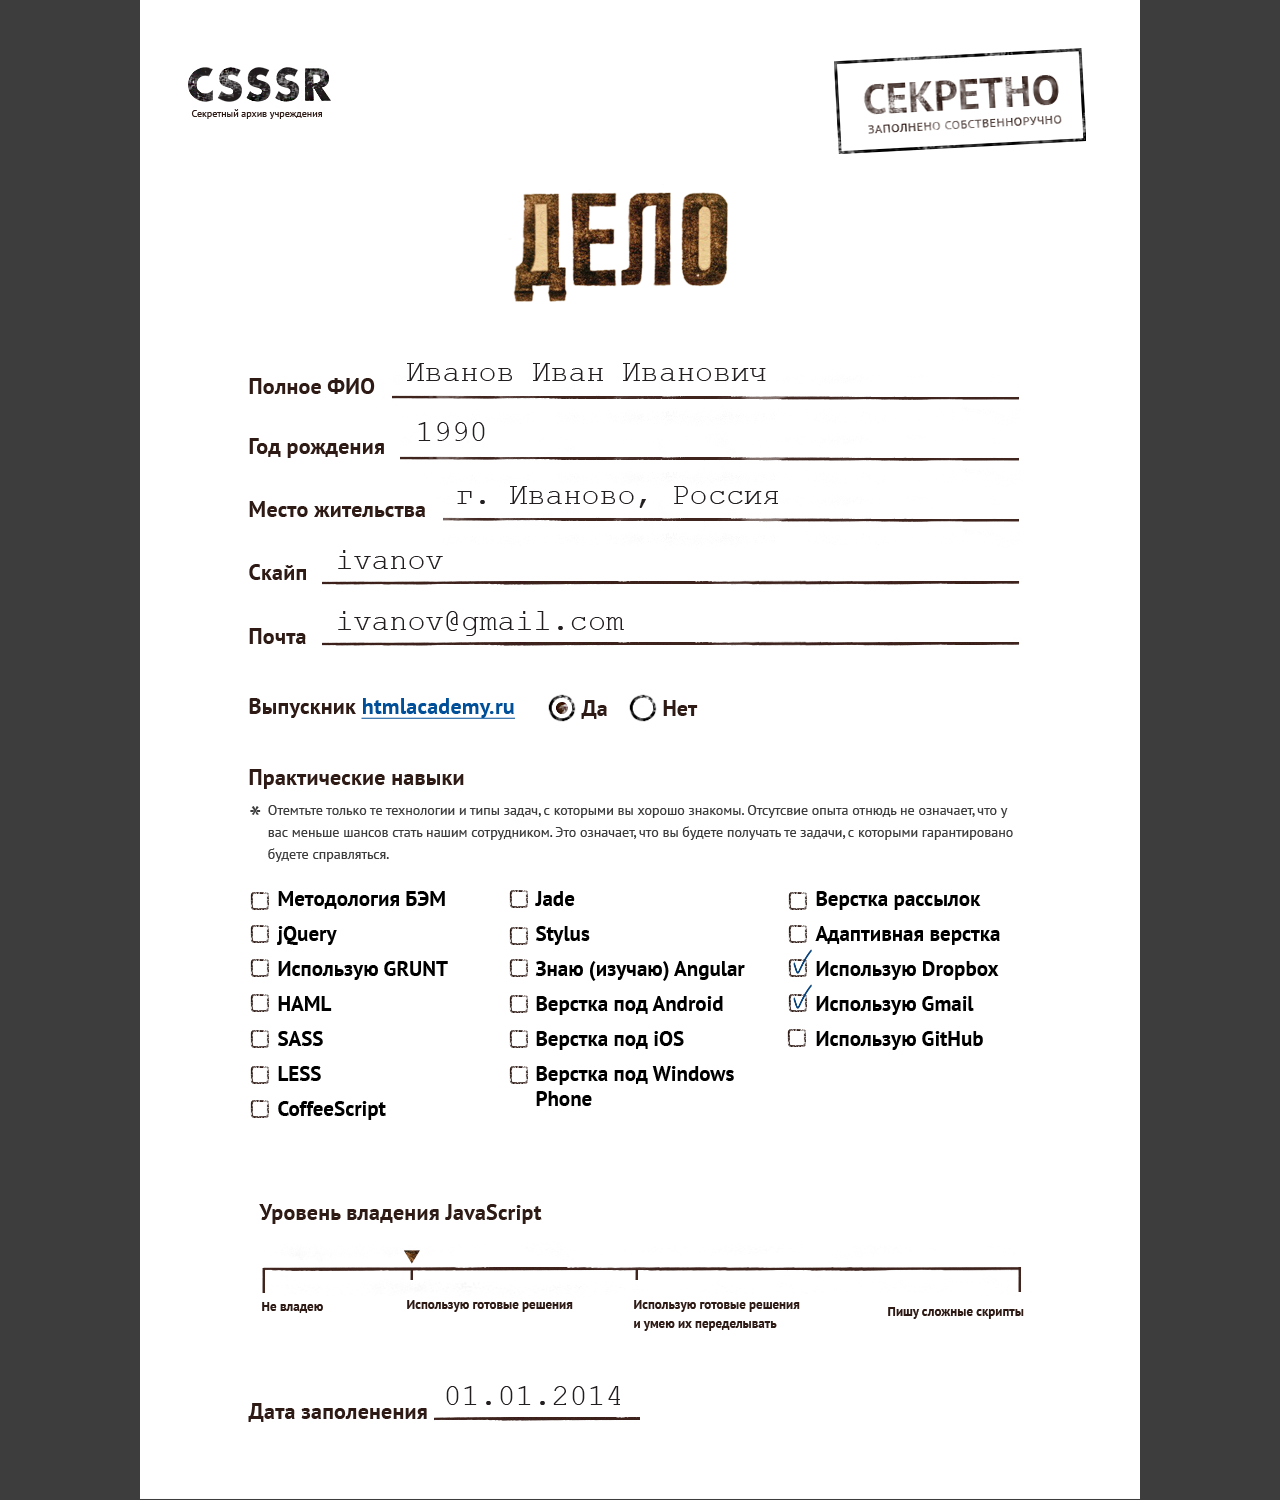 CSSSR
Секретный архив учреждения
СЕКРЕТНО
ЗАПОЛНЕНО СОБСТВЕННОРУЧНО
ДЕЛО
Полное ФИО Иванов Иван Иванович
Год рождения 1990
Место жительства г. Иваново, Россия
Скайп ivanov
Почта ivanov@gmail.com
Выпускник htmlacademy.ru Да Нет
Практические навыки
* Отемтьте только те технологии и типы задач, с которыми вы хорошо знакомы. Отсутсвие опыта отнюдь не означает, что у
вас меньше шансов стать нашим сотрудником. Это означает, что вы будете получать те задачи, с которыми гарантировано
будете справляться.
Методология БЭМ
jQuery
Использую GRUNT
HAML
SASS
LESS
CoffeeScript
Jade
Stylus
Знаю (изучаю) Angular
Верстка под Android
Верстка под iOS
Верстка под Windows
Phone
Верстка рассылок
Адаптивная верстка
Использую Dropbox
Использую Gmail
Использую GitHub
Уровень владения JavaScript
Не владею
Использую готовые решения
Использую готовые решения
и умею их переделывать
Пишу сложные скрипты
Дата заполенения 01.01.2014